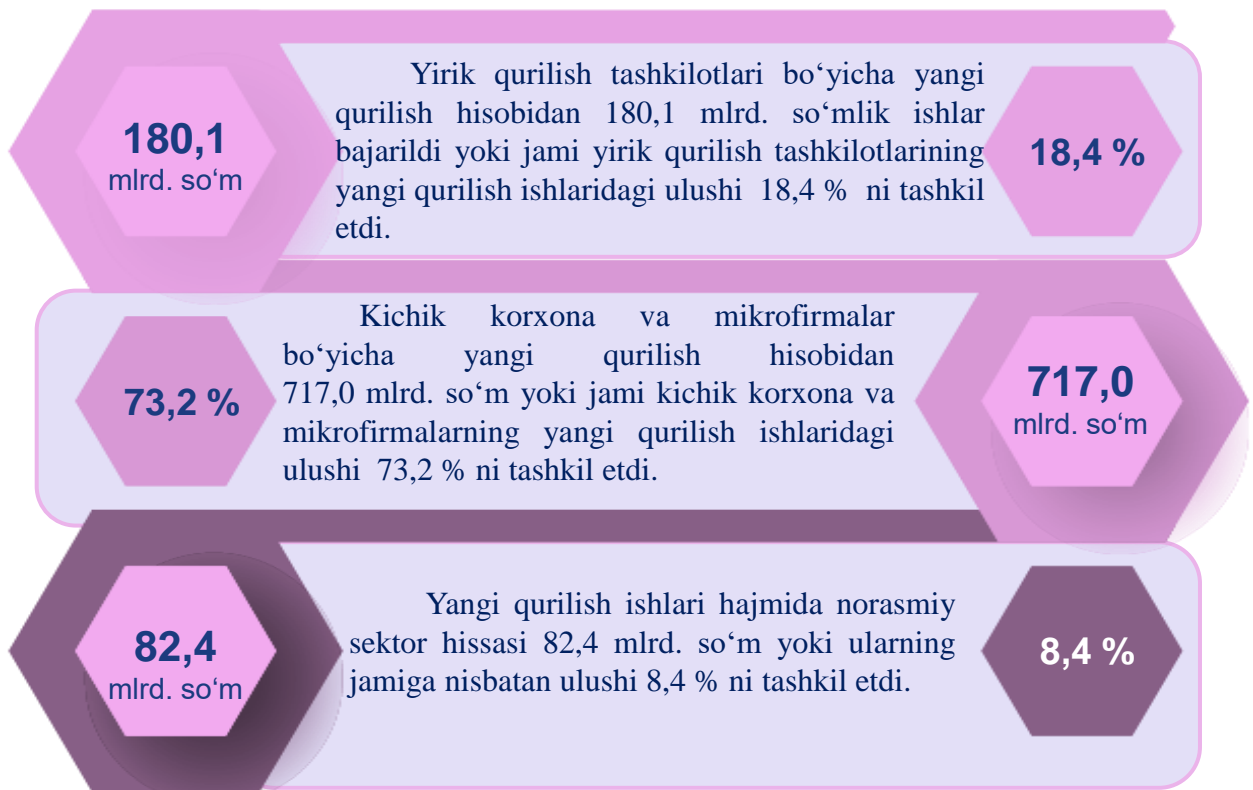 180,1
mlrd. so‘m
Yirik qurilish tashkilotlari bo‘yicha yangi
qurilish hisobidan 180,1 mlrd. so‘mlik ishlar
bajarildi yoki jami yirik qurilish tashkilotlarining
yangi qurilish ishlaridagi ulushi 18,4 % ni tashkil
etdi.
18,4 %
73,2 %
Kichik korxona va mikrofirmalar
bo‘yicha yangi qurilish hisobidan
717,0 mlrd. so‘m yoki jami kichik korxona va
mikrofirmalarning yangi qurilish ishlaridagi
ulushi 73,2 % ni tashkil etdi.
717,0
mlrd. so‘m
82,4
mlrd. so‘m
Yangi qurilish ishlari hajmida norasmiy
sektor hissasi 82,4 mlrd. so‘m yoki ularning
jamiga nisbatan ulushi 8,4 % ni tashkil etdi.
8,4 %